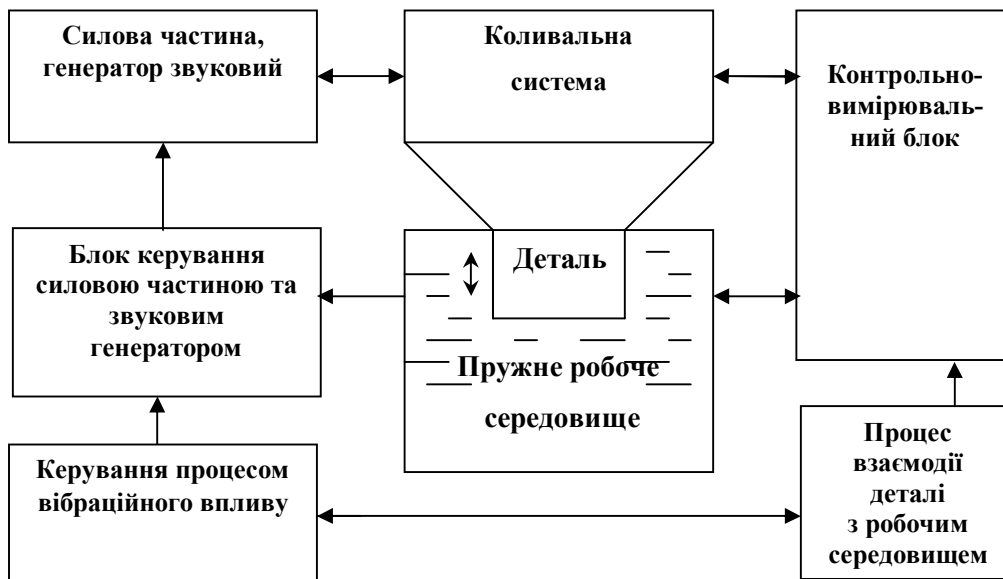 Силова частина,
генератор звуковий
Коливальна
система
Контрольно-
вимірюваль-
ний блок
Блок керування
силовою частиною та
звуковим
генератором
Деталь
Пружне робоче
середовище
Керування процесом
вібраційного впливу
Процес
взаємодії
деталі
з робочим
середовищем